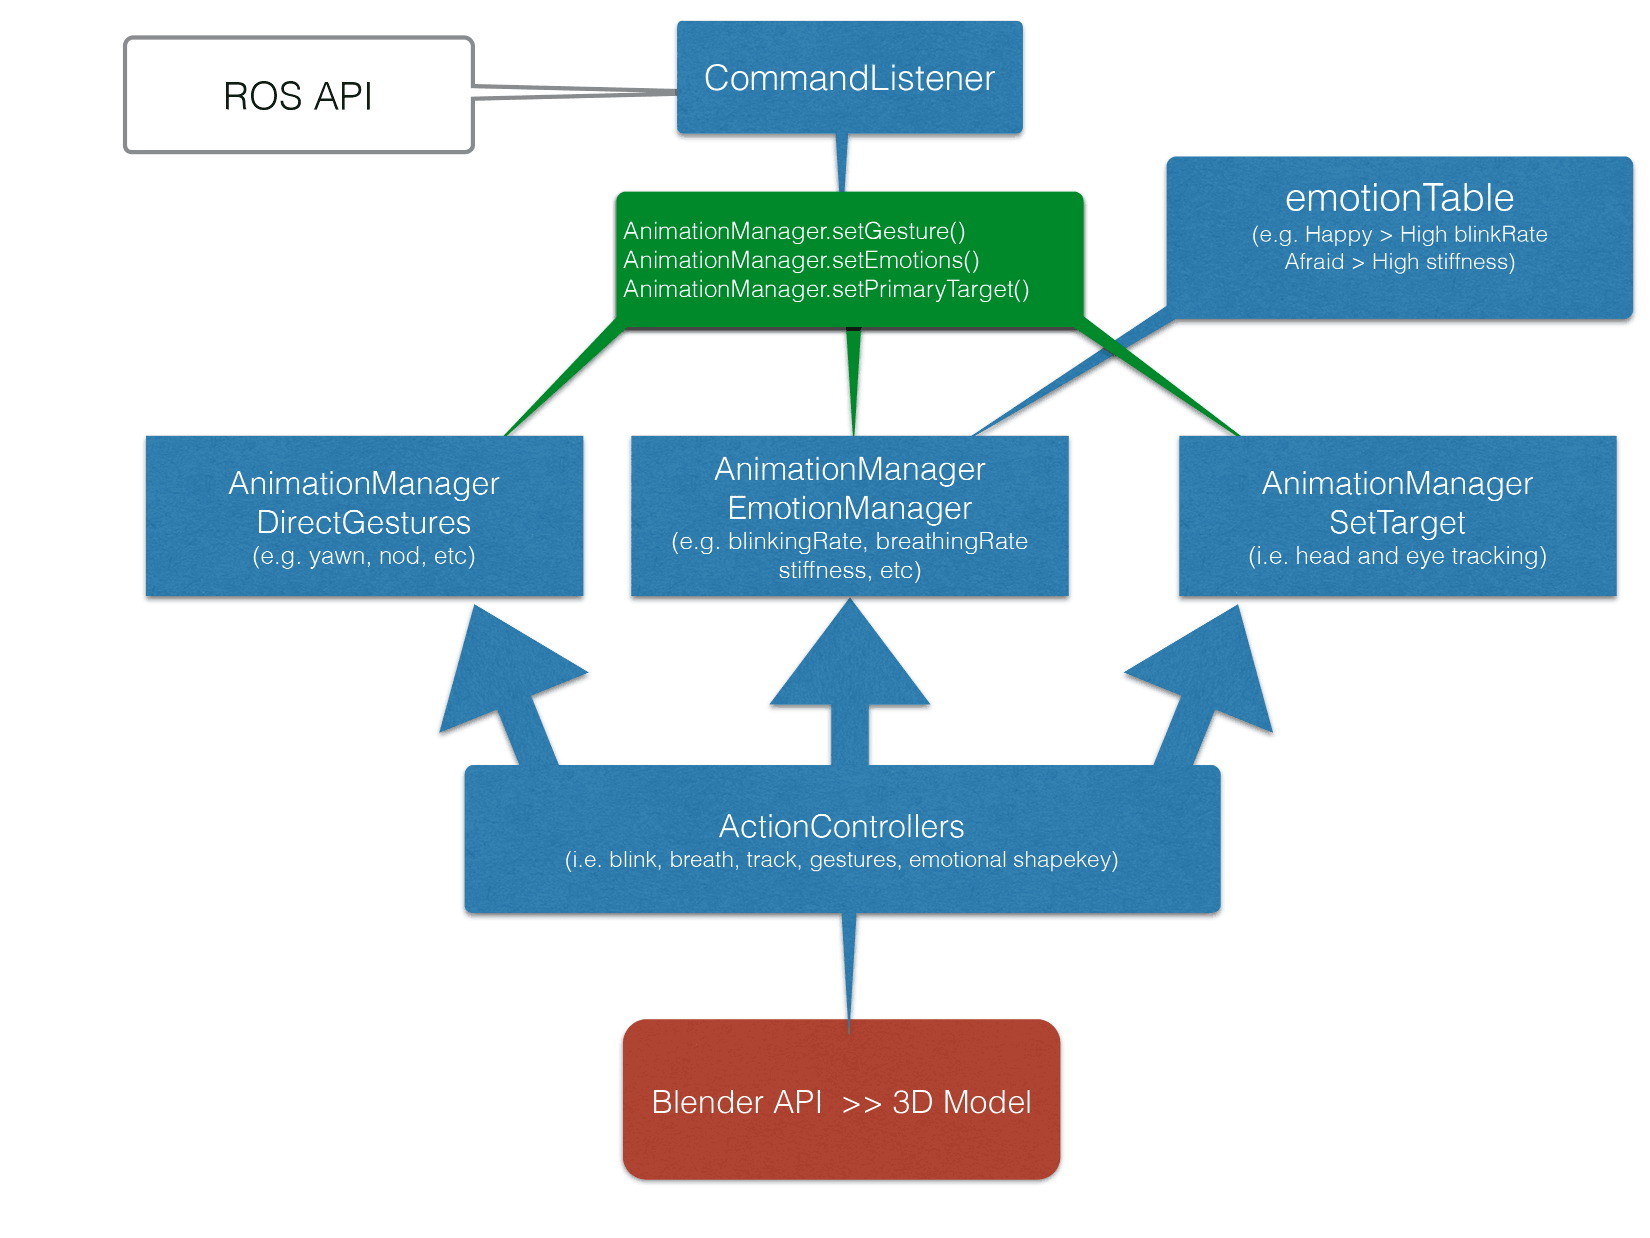 ROS API
CommandListener
AnimationManager.setGesture()
AnimationManager.setEmotions()
AnimationManager.setPrimaryTarget()
emotionTable
(e.g. Happy > High blinkRate
Afraid > High stiffness)
AnimationManager
DirectGestures
(e.g. yawn, nod, etc)
AnimationManager
EmotionManager
(e.g. blinkingRate, breathingRate
stiffness, etc)
AnimationManager
SetTarget
(i.e. head and eye tracking)
ActionControllers
(i.e. blink, breath, track, gestures, emotional shapekey)
Blender API >> 3D Model